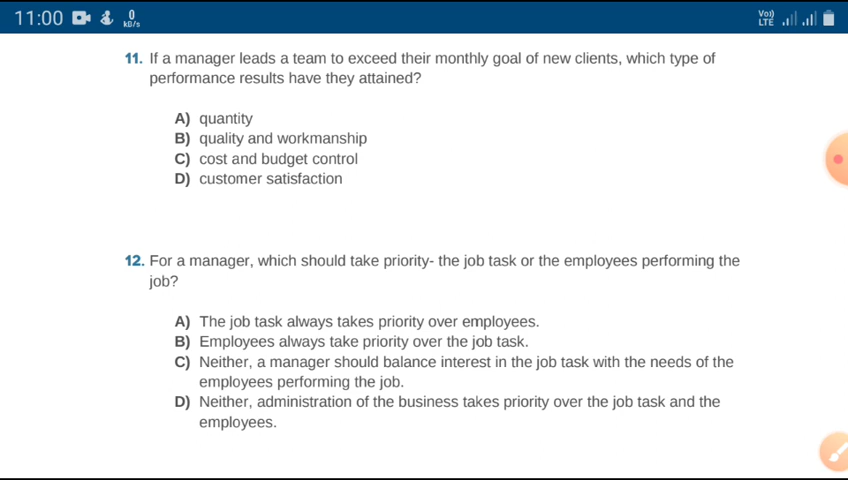 11:00
0
kB/s
Vo))
LTE
11. If a manager leads a team to exceed their monthly goal of new clients, which type of
performance results have they attained?
A) quantity
B) quality and workmanship
C) cost and budget control
D) customer satisfaction
12. For a manager, which should take priority- the job task or the employees performing the
job?
A) The job task always takes priority over employees.
B) Employees always take priority over the job task.
C) Neither, a manager should balance interest in the job task with the needs of the
employees performing the job.
D) Neither, administration of the business takes priority over the job task and the
employees.